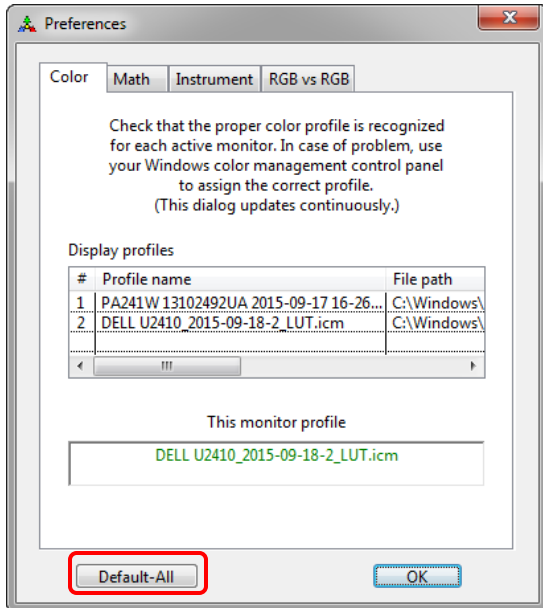 Preferences
Color Math Instrument RGB vs RGB
Check that the proper color profile is recognized
for each active monitor. In case of problem, use
your Windows color management control panel
to assign the correct profile.
(This dialog updates continuously.)
Display profiles
# Profile name File path
1 PA241W 13102492UA 2015-09-17 16-26... C:\Windows\
2 DELL U2410_2015-09-18-2_LUT.icm C:\Windows\
This monitor profile
DELL U2410_2015-09-18-2_LUT.icm
Default-All OK